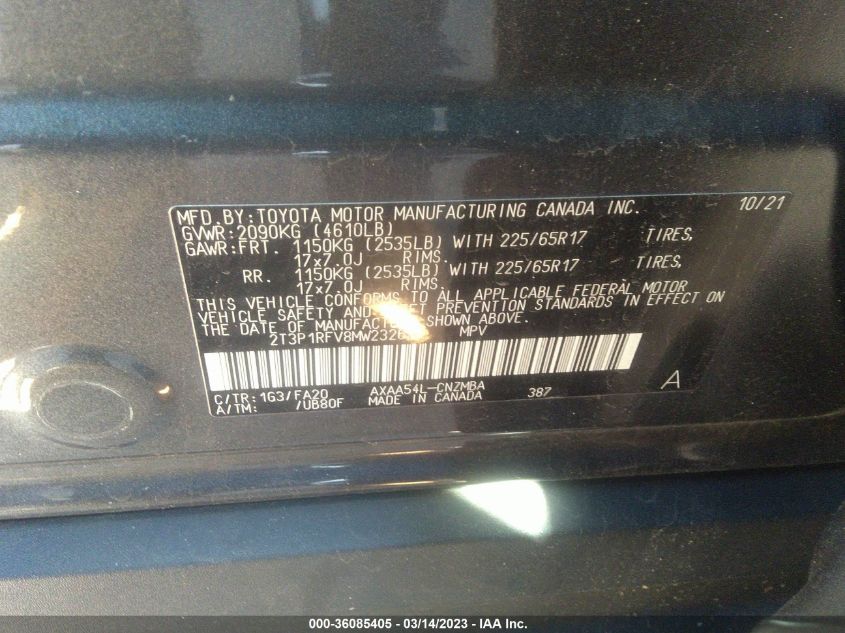 MFD. BY: TOYOTA MOTOR MANUFACTURING CANADA INC. 10/21
GVWR: 2090KG (4610LB)
GAWR: FRT. 1150KG (2535LB) WITH 225/65R17 TIRES,
17x7.0J RIMS.
RR. 1150KG (2535LB) WITH 225/65R17 TIRES,
17x7.0J RIMS.
THIS VEHICLE CONFORMS TO ALL APPLICABLE FEDERAL MOTOR
VEHICLE SAFETY AND PREVENTION STANDARDS IN EFFECT ON
THE DATE OF MANUFACTURE SHOWN ABOVE.
MPV
C/TR: 1G3/FA20 AXAA54L-CNZMBA 387 A
A/TM: /UB80F MADE IN CANADA
000-36085405 - 03/14/2023 - IAA Inc.